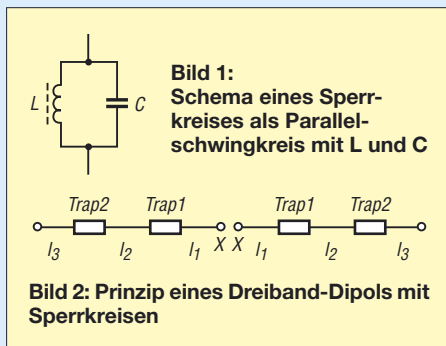 Bild 1:
Schema eines Sperr-
kreises als Parallel-
schwingkreis mit L und C
L
C
Trap2 Trap1 Trap1 Trap2
l3 l2 l1 X X l1 l2 l3
Bild 2: Prinzip eines Dreiband-Dipols mit
Sperrkreisen